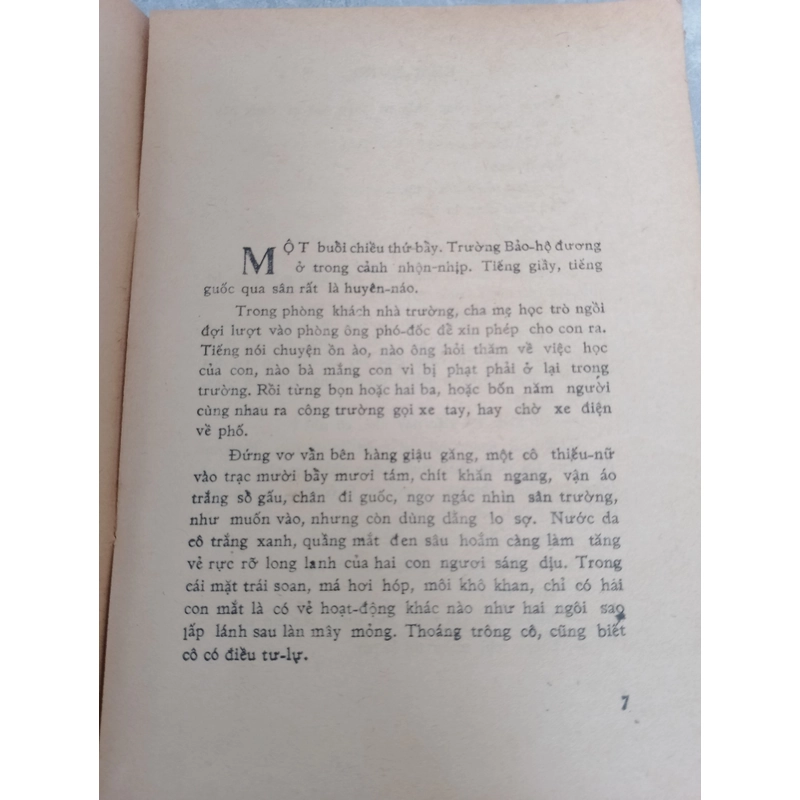 MỘT buổi chiều thứ-bầy. Trường Bảo-hộ đương
ở trong cảnh nhộn-nhịp. Tiếng giầy, tiếng
guốc qua sân rất là huyên-náo.
Trong phòng khách nhà trường, cha mẹ học trò ngồi
đợi lượt vào phòng ông phó-đốc để xin phép cho con ra.
Tiếng nói chuyện ồn ào, nào ông hỏi thăm về việc học
của con, nào bà mắng con vì bị phạt phải ở lại trong
trường. Rồi từng bọn hoặc hai ba, hoặc bốn năm người
cùng nhau ra cổng trường gọi xe tay, hay chờ xe điện
về phố.
Đứng vơ vẩn bên hàng giậu găng, một cô thiếu-nữ
vào trạc mười bầy mươi tám, chít khăn ngang, vận áo
trắng sổ gấu, chân đi guốc, ngơ ngác nhìn sân trường,
như muốn vào, nhưng còn dùng dằng lo sợ. Nước da
cô trắng xanh, quầng mắt đen sâu hoắm càng làm tăng
vẻ rực rỡ long lanh của hai con ngươi sáng dịu. Trong
cái mặt trái soan, má hơi hóp, môi khô khan, chỉ có hai
con mắt là có vẻ hoạt-động khác nào như hai ngôi sao
lấp lánh sau làn mây mỏng. Thoáng trông cô, cũng biết
cô có điều tư-lự.
7